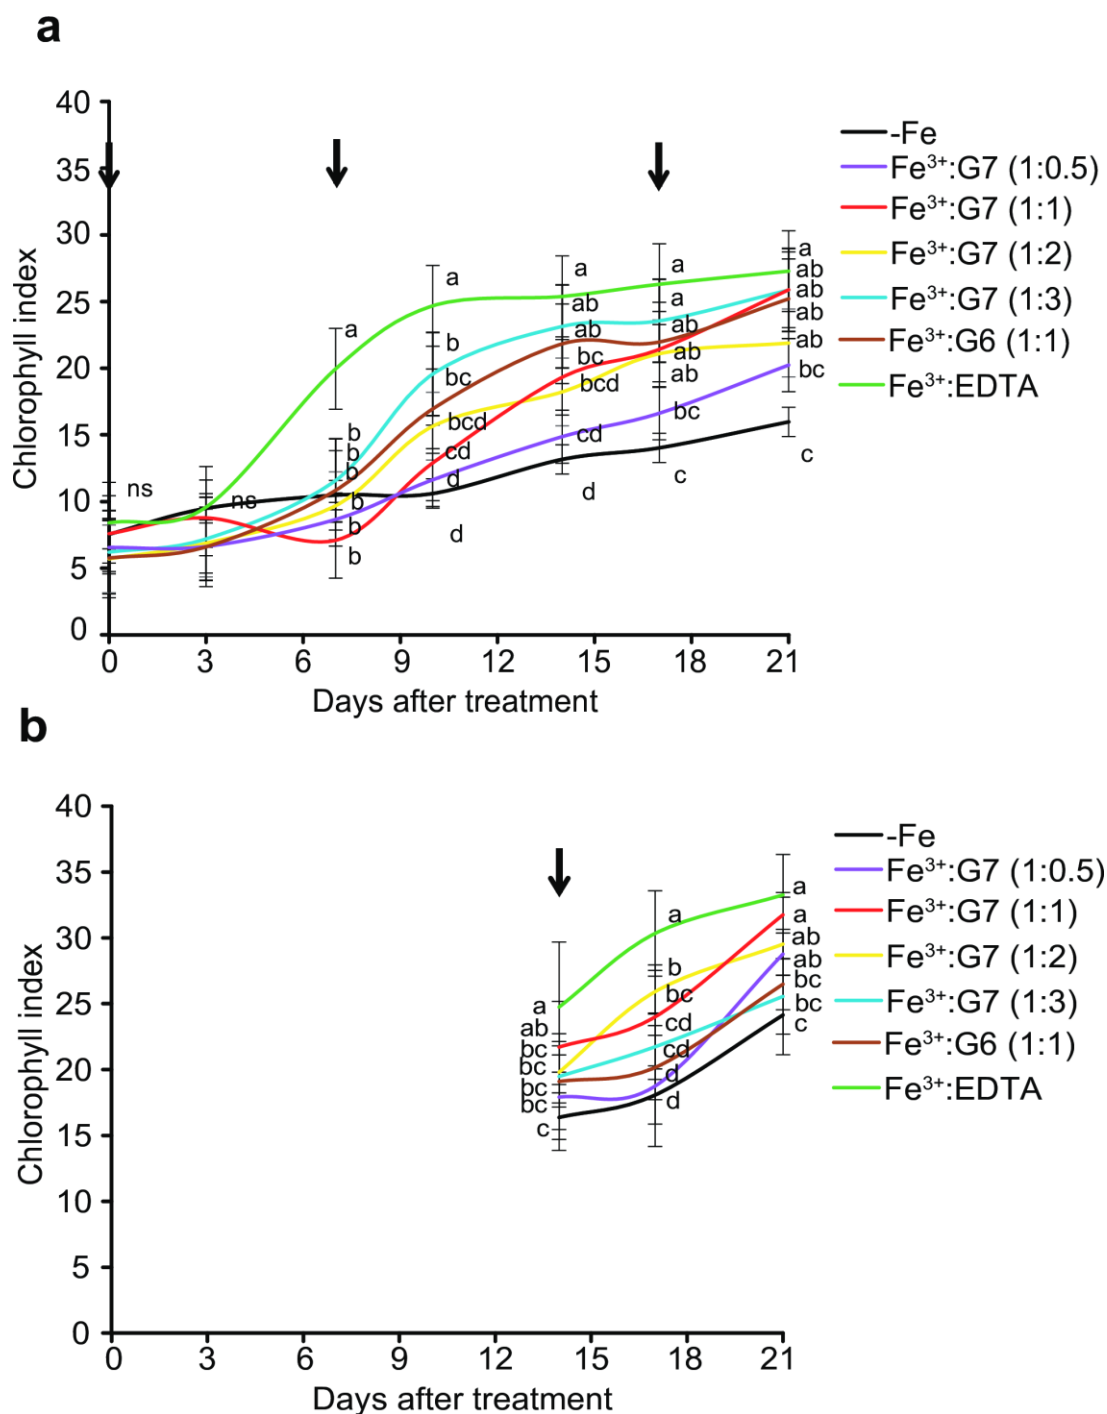 a
40
35
30
25
20
15
10
5
0
Chlorophyll index
0 3 6 9 12 15 18 21
Days after treatment
ns
ns
a
b
b
b
b
b
b
a
b
bc
bcd
cd
d
d
a
ab
ab
bc
bcd
cd
d
a
a
ab
ab
ab
bc
c
a
ab
ab
ab
ab
bc
c
-Fe
Fe³⁺:G7 (1:0.5)
Fe³⁺:G7 (1:1)
Fe³⁺:G7 (1:2)
Fe³⁺:G7 (1:3)
Fe³⁺:G6 (1:1)
Fe³⁺:EDTA
b
40
35
30
25
20
15
10
5
0
Chlorophyll index
0 3 6 9 12 15 18 21
Days after treatment
a
ab
bc
bc
bc
bc
c
a
b
bc
cd
cd
d
d
a
a
ab
ab
bc
bc
c
-Fe
Fe³⁺:G7 (1:0.5)
Fe³⁺:G7 (1:1)
Fe³⁺:G7 (1:2)
Fe³⁺:G7 (1:3)
Fe³⁺:G6 (1:1)
Fe³⁺:EDTA